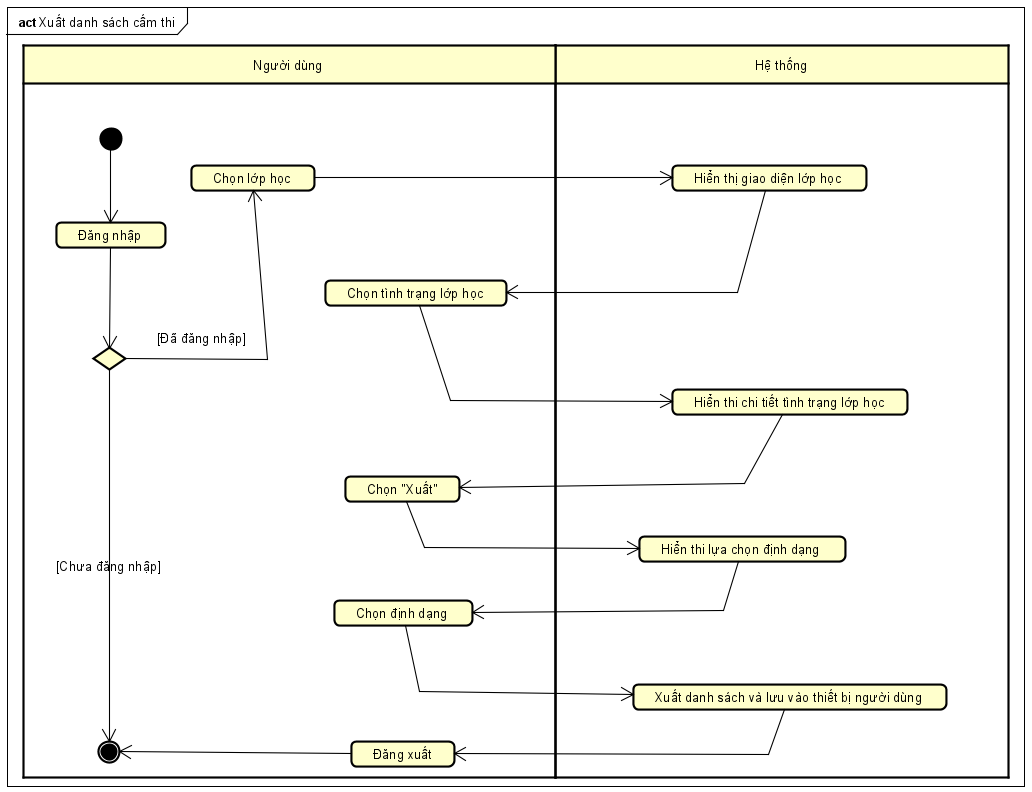 act Xuất danh sách cấm thi
Người dùng
Hệ thống
Chọn lớp học
Hiển thị giao diện lớp học
Đăng nhập
Chọn tình trạng lớp học
[Đã đăng nhập]
Hiển thi chi tiết tình trạng lớp học
Chọn "Xuất"
Hiển thi lựa chọn định dạng
[Chưa đăng nhập]
Chọn định dạng
Xuất danh sách và lưu vào thiết bị người dùng
Đăng xuất